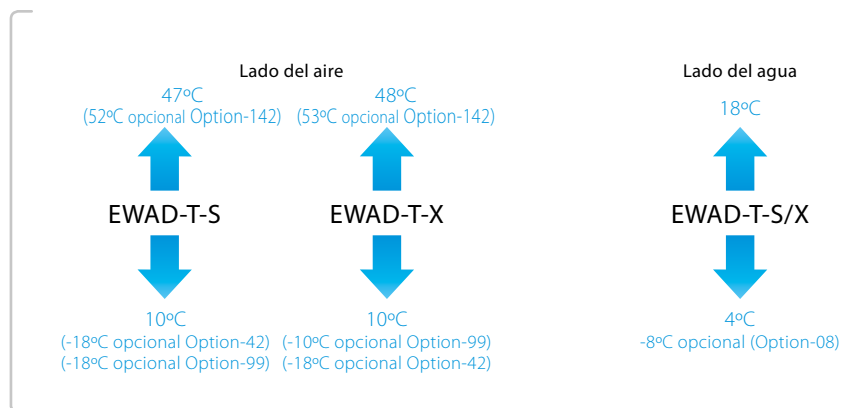 Lado del aire
Lado del agua
47ºC
(52ºC opcional Option-142)
48ºC
(53ºC opcional Option-142)
18ºC
EWAD-T-S
EWAD-T-X
EWAD-T-S/X
10ºC
(-18ºC opcional Option-42)
(-18ºC opcional Option-99)
10ºC
(-10ºC opcional Option-99)
(-18ºC opcional Option-42)
4ºC
-8ºC opcional (Option-08)